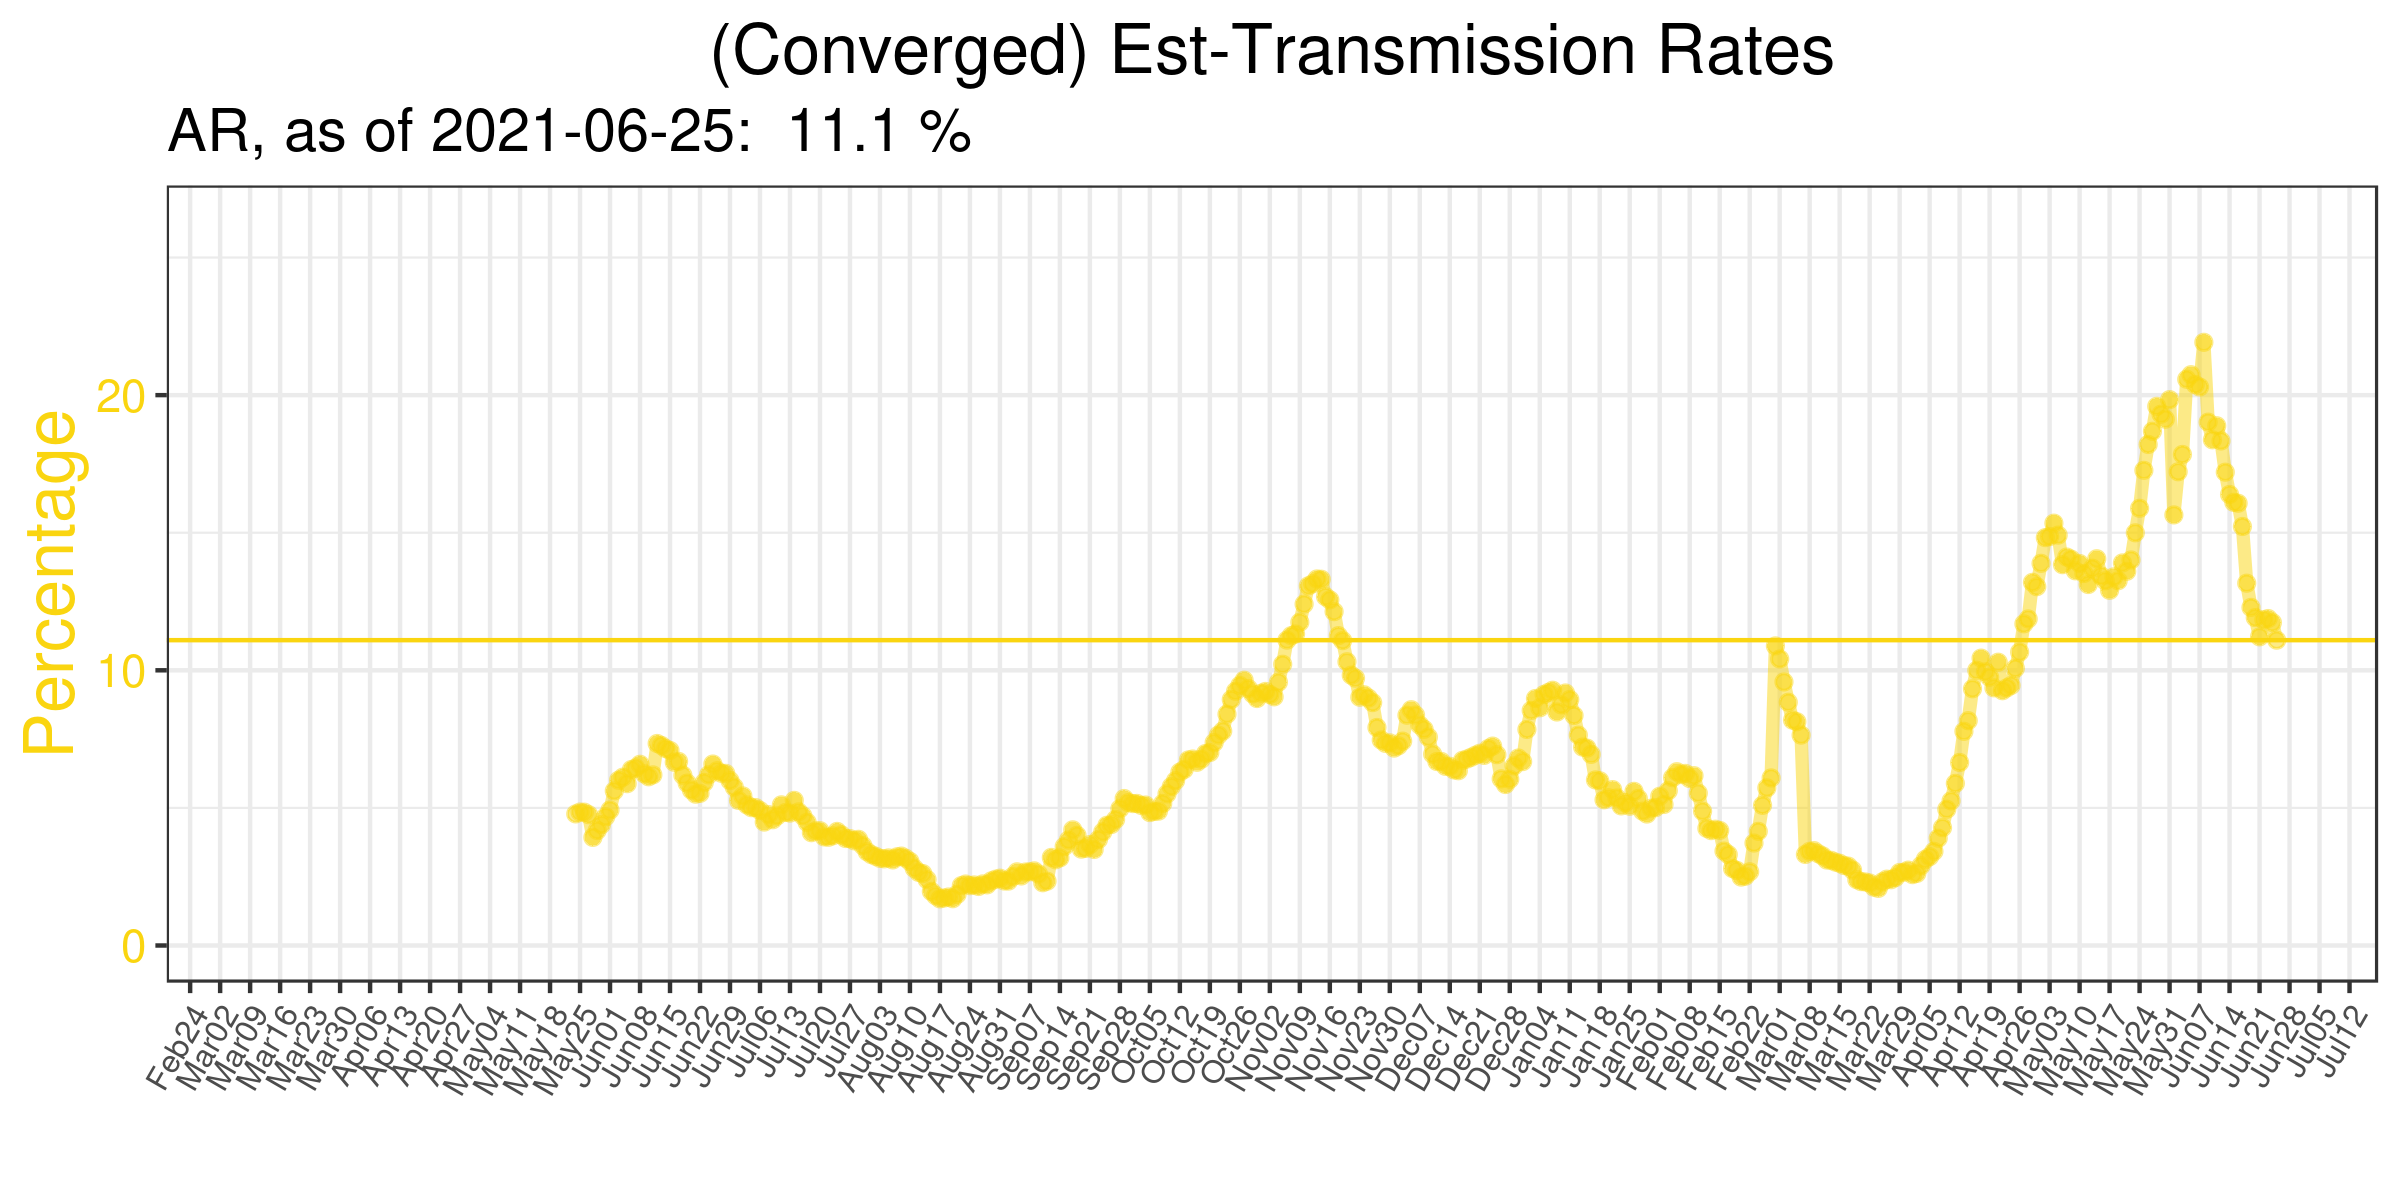 (Converged) Est-Transmission Rates
AR, as of 2021-06-25: 11.1 %
Percentage
20
10
0
Feb24
Mar02
Mar09
Mar16
Mar23
Mar30
Apr06
Apr13
Apr20
Apr27
May04
May11
May18
May25
Jun01
Jun08
Jun15
Jun22
Jun29
Jul06
Jul13
Jul20
Jul27
Aug03
Aug10
Aug17
Aug24
Aug31
Sep07
Sep14
Sep21
Sep28
Oct05
Oct12
Oct19
Oct26
Nov02
Nov09
Nov16
Nov23
Nov30
Dec07
Dec14
Dec21
Dec28
Jan04
Jan11
Jan18
Jan25
Feb01
Feb08
Feb15
Feb22
Mar01
Mar08
Mar15
Mar22
Mar29
Apr05
Apr12
Apr19
Apr26
May03
May10
May17
May24
May31
Jun07
Jun14
Jun21
Jun28
Jul05
Jul12